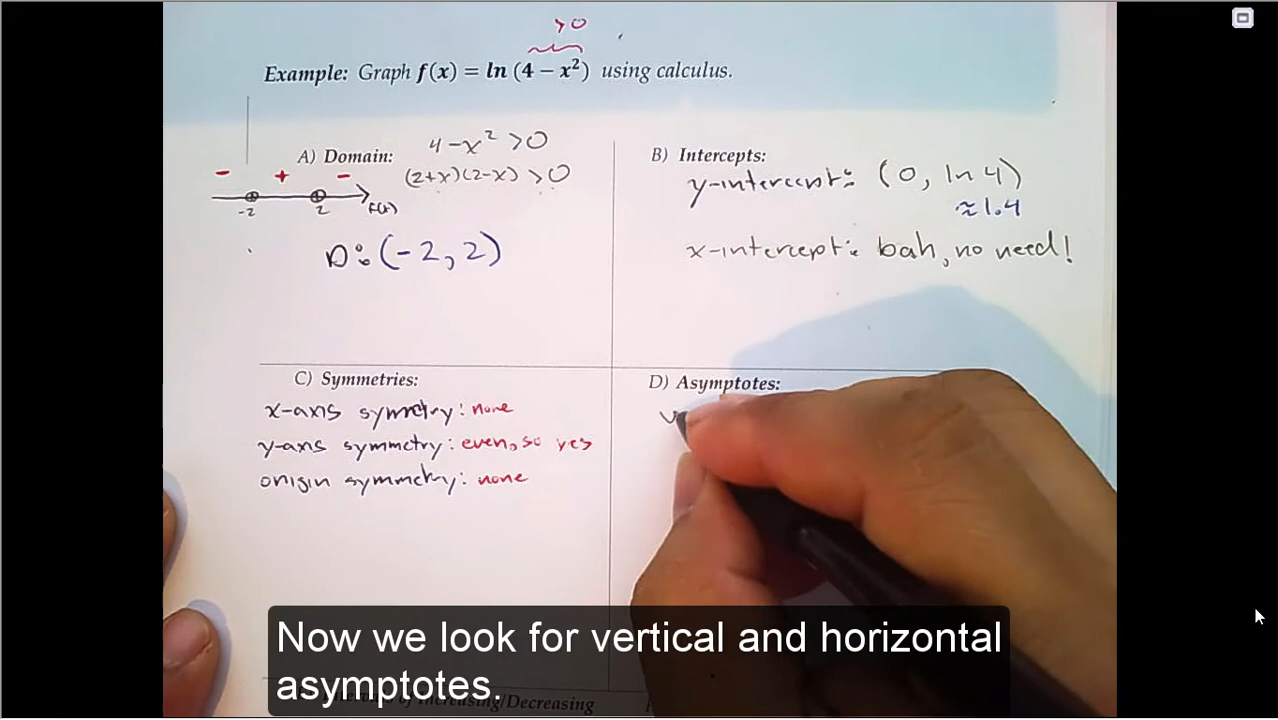 > 0
Example: Graph f(x) = ln (4 − x²) using calculus.
A) Domain:
4 - x² > 0
(2+x)(2-x) > 0
− + −
-2 2 f(x)
D: (-2, 2)
B) Intercepts:
y-intercept: (0, ln 4)
≈ 1.4
x-intercept: bah, no need!
C) Symmetries:
x-axis symmetry: none
y-axis symmetry: even, so yes
origin symmetry: none
D) Asymptotes:
Now we look for vertical and horizontal
asymptotes.
Increasing/Decreasing